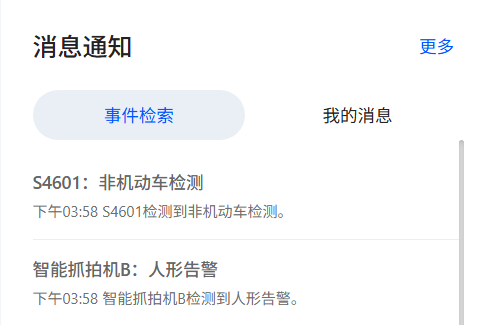 消息通知
更多
事件检索
我的消息
S4601：非机动车检测
下午03:58 S4601检测到非机动车检测。
智能抓拍机B：人形告警
下午03:58 智能抓拍机B检测到人形告警。